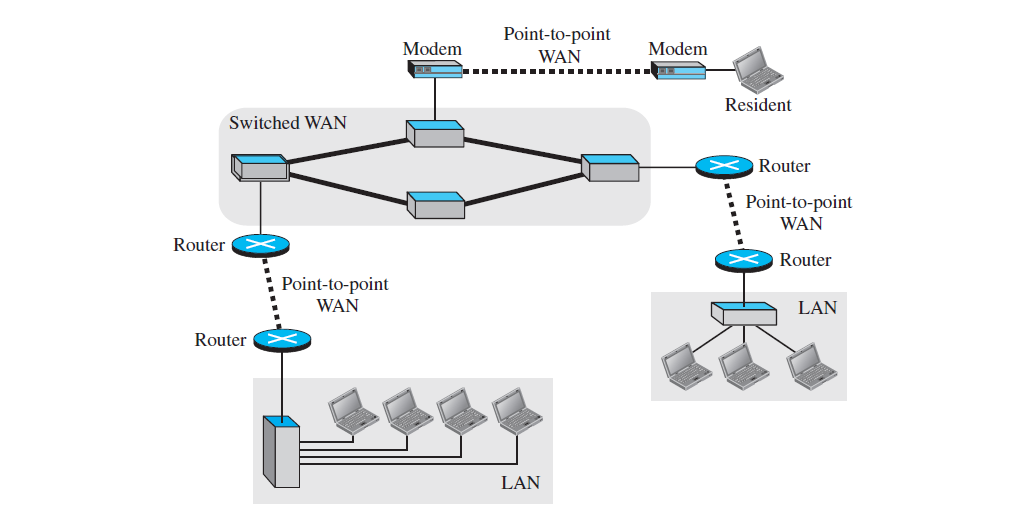 Point-to-point
WAN
Modem
Modem
Resident
Switched WAN
Router
Point-to-point
WAN
Router
Router
Point-to-point
WAN
Router
LAN
LAN